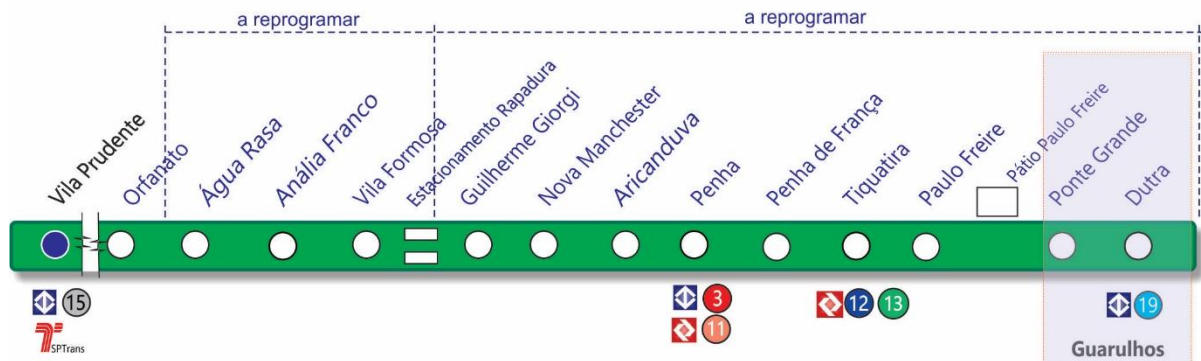 a reprogramar
a reprogramar
Vila Prudente
Orfanato
Água Rasa
Anália Franco
Vila Formosa
Estacionamento Rapadura
Guilherme Giorgi
Nova Manchester
Aricanduva
Penha
Penha de França
Tiquatira
Paulo Freire
Pátio Paulo Freire
Ponte Grande
Dutra
15
SPTrans
3
11
12
13
19
Guarulhos